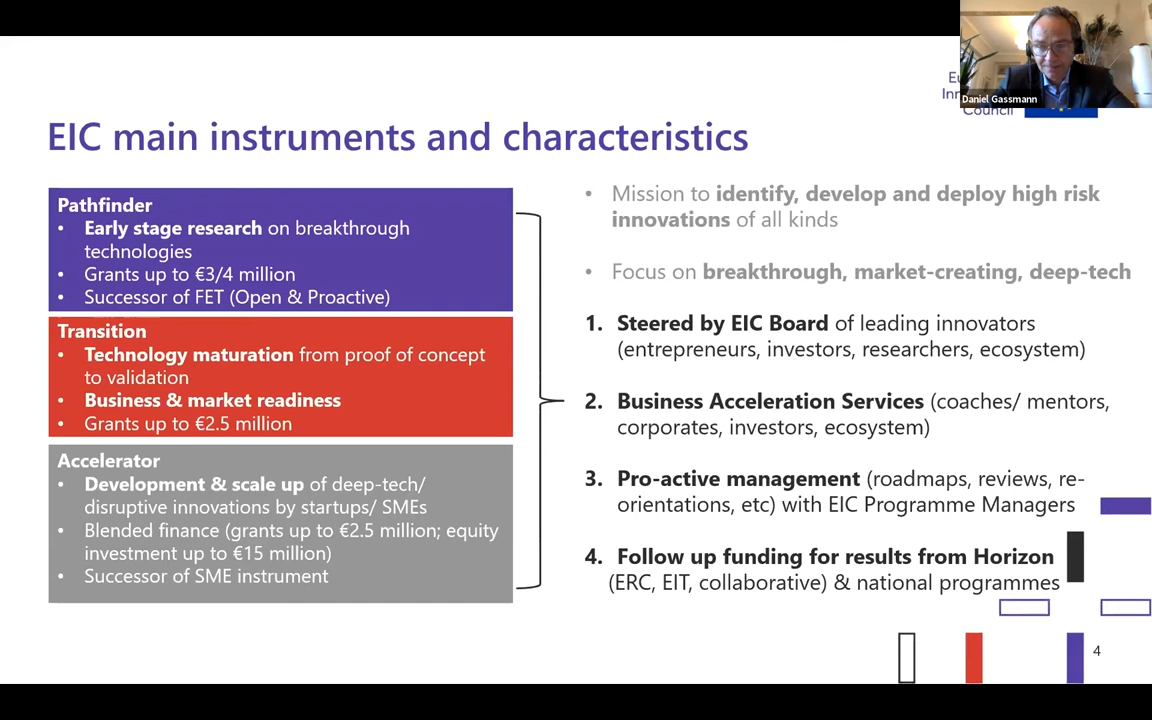 Eu
Inn
Council
Daniel Gassmann
EIC main instruments and characteristics
Pathfinder
• Early stage research on breakthrough
technologies
• Grants up to €3/4 million
• Successor of FET (Open & Proactive)
Transition
• Technology maturation from proof of concept
to validation
• Business & market readiness
• Grants up to €2.5 million
Accelerator
• Development & scale up of deep-tech/
disruptive innovations by startups/ SMEs
• Blended finance (grants up to €2.5 million; equity
investment up to €15 million)
• Successor of SME instrument
• Mission to identify, develop and deploy high risk
innovations of all kinds
• Focus on breakthrough, market-creating, deep-tech
1. Steered by EIC Board of leading innovators
(entrepreneurs, investors, researchers, ecosystem)
2. Business Acceleration Services (coaches/ mentors,
corporates, investors, ecosystem)
3. Pro-active management (roadmaps, reviews, re-
orientations, etc) with EIC Programme Managers
4. Follow up funding for results from Horizon
(ERC, EIT, collaborative) & national programmes
4